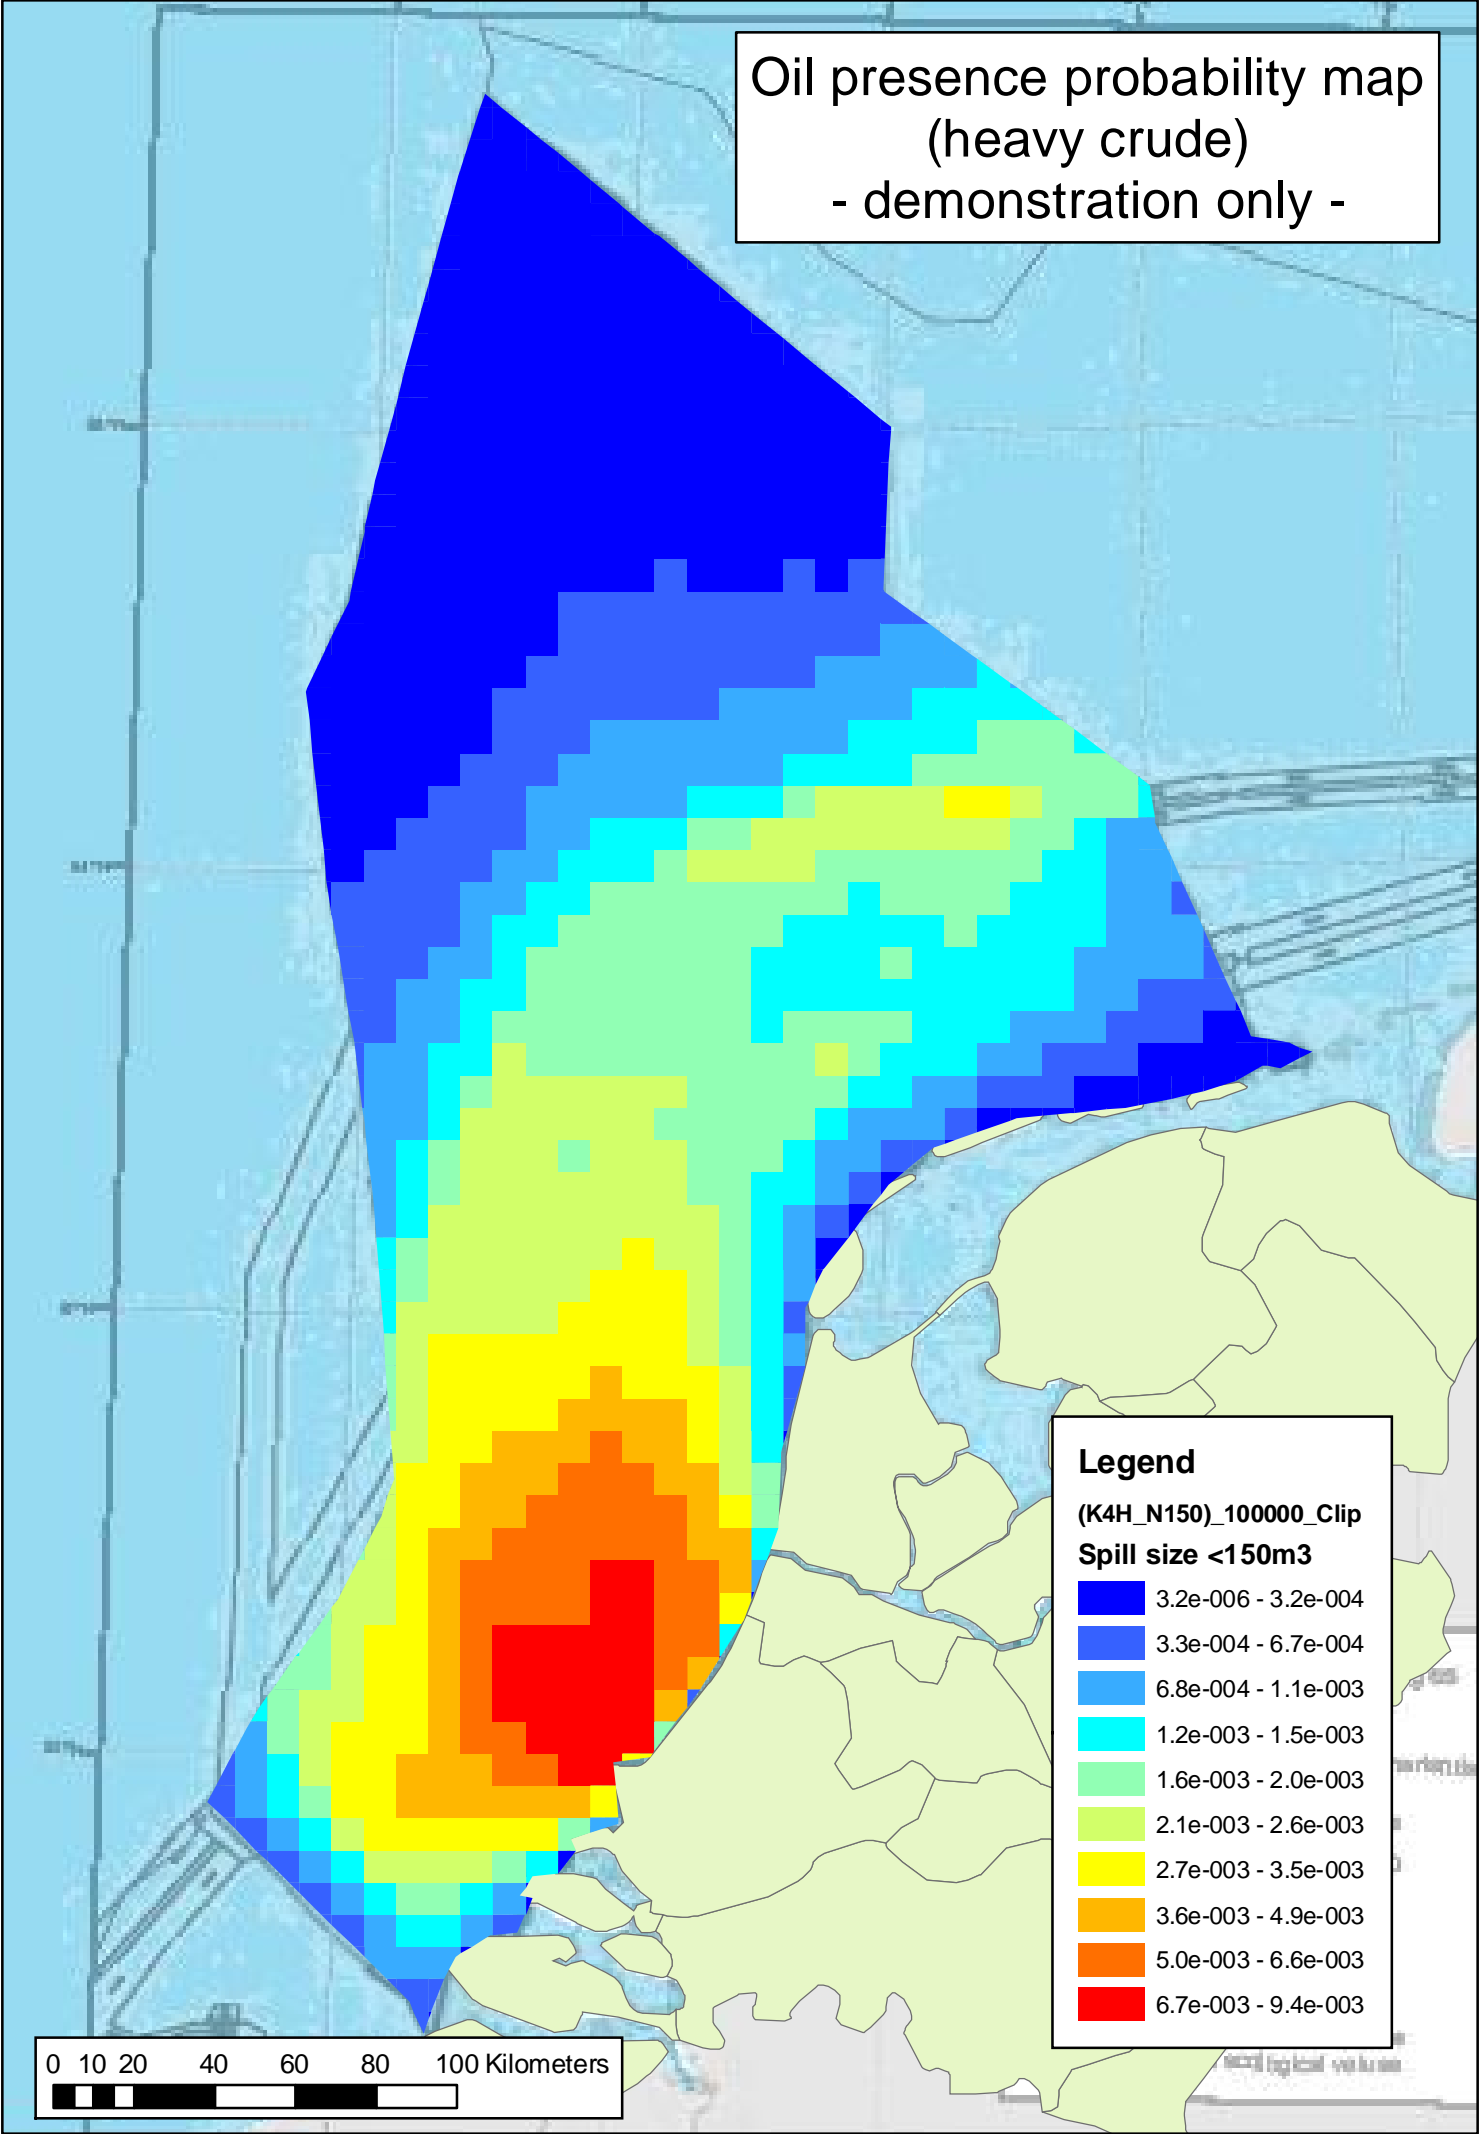 Oil presence probability map
(heavy crude)
- demonstration only -
Legend
(K4H_N150)_100000_Clip
Spill size <150m3
3.2e-006 - 3.2e-004
3.3e-004 - 6.7e-004
6.8e-004 - 1.1e-003
1.2e-003 - 1.5e-003
1.6e-003 - 2.0e-003
2.1e-003 - 2.6e-003
2.7e-003 - 3.5e-003
3.6e-003 - 4.9e-003
5.0e-003 - 6.6e-003
6.7e-003 - 9.4e-003
0 10 20 40 60 80 100 Kilometers